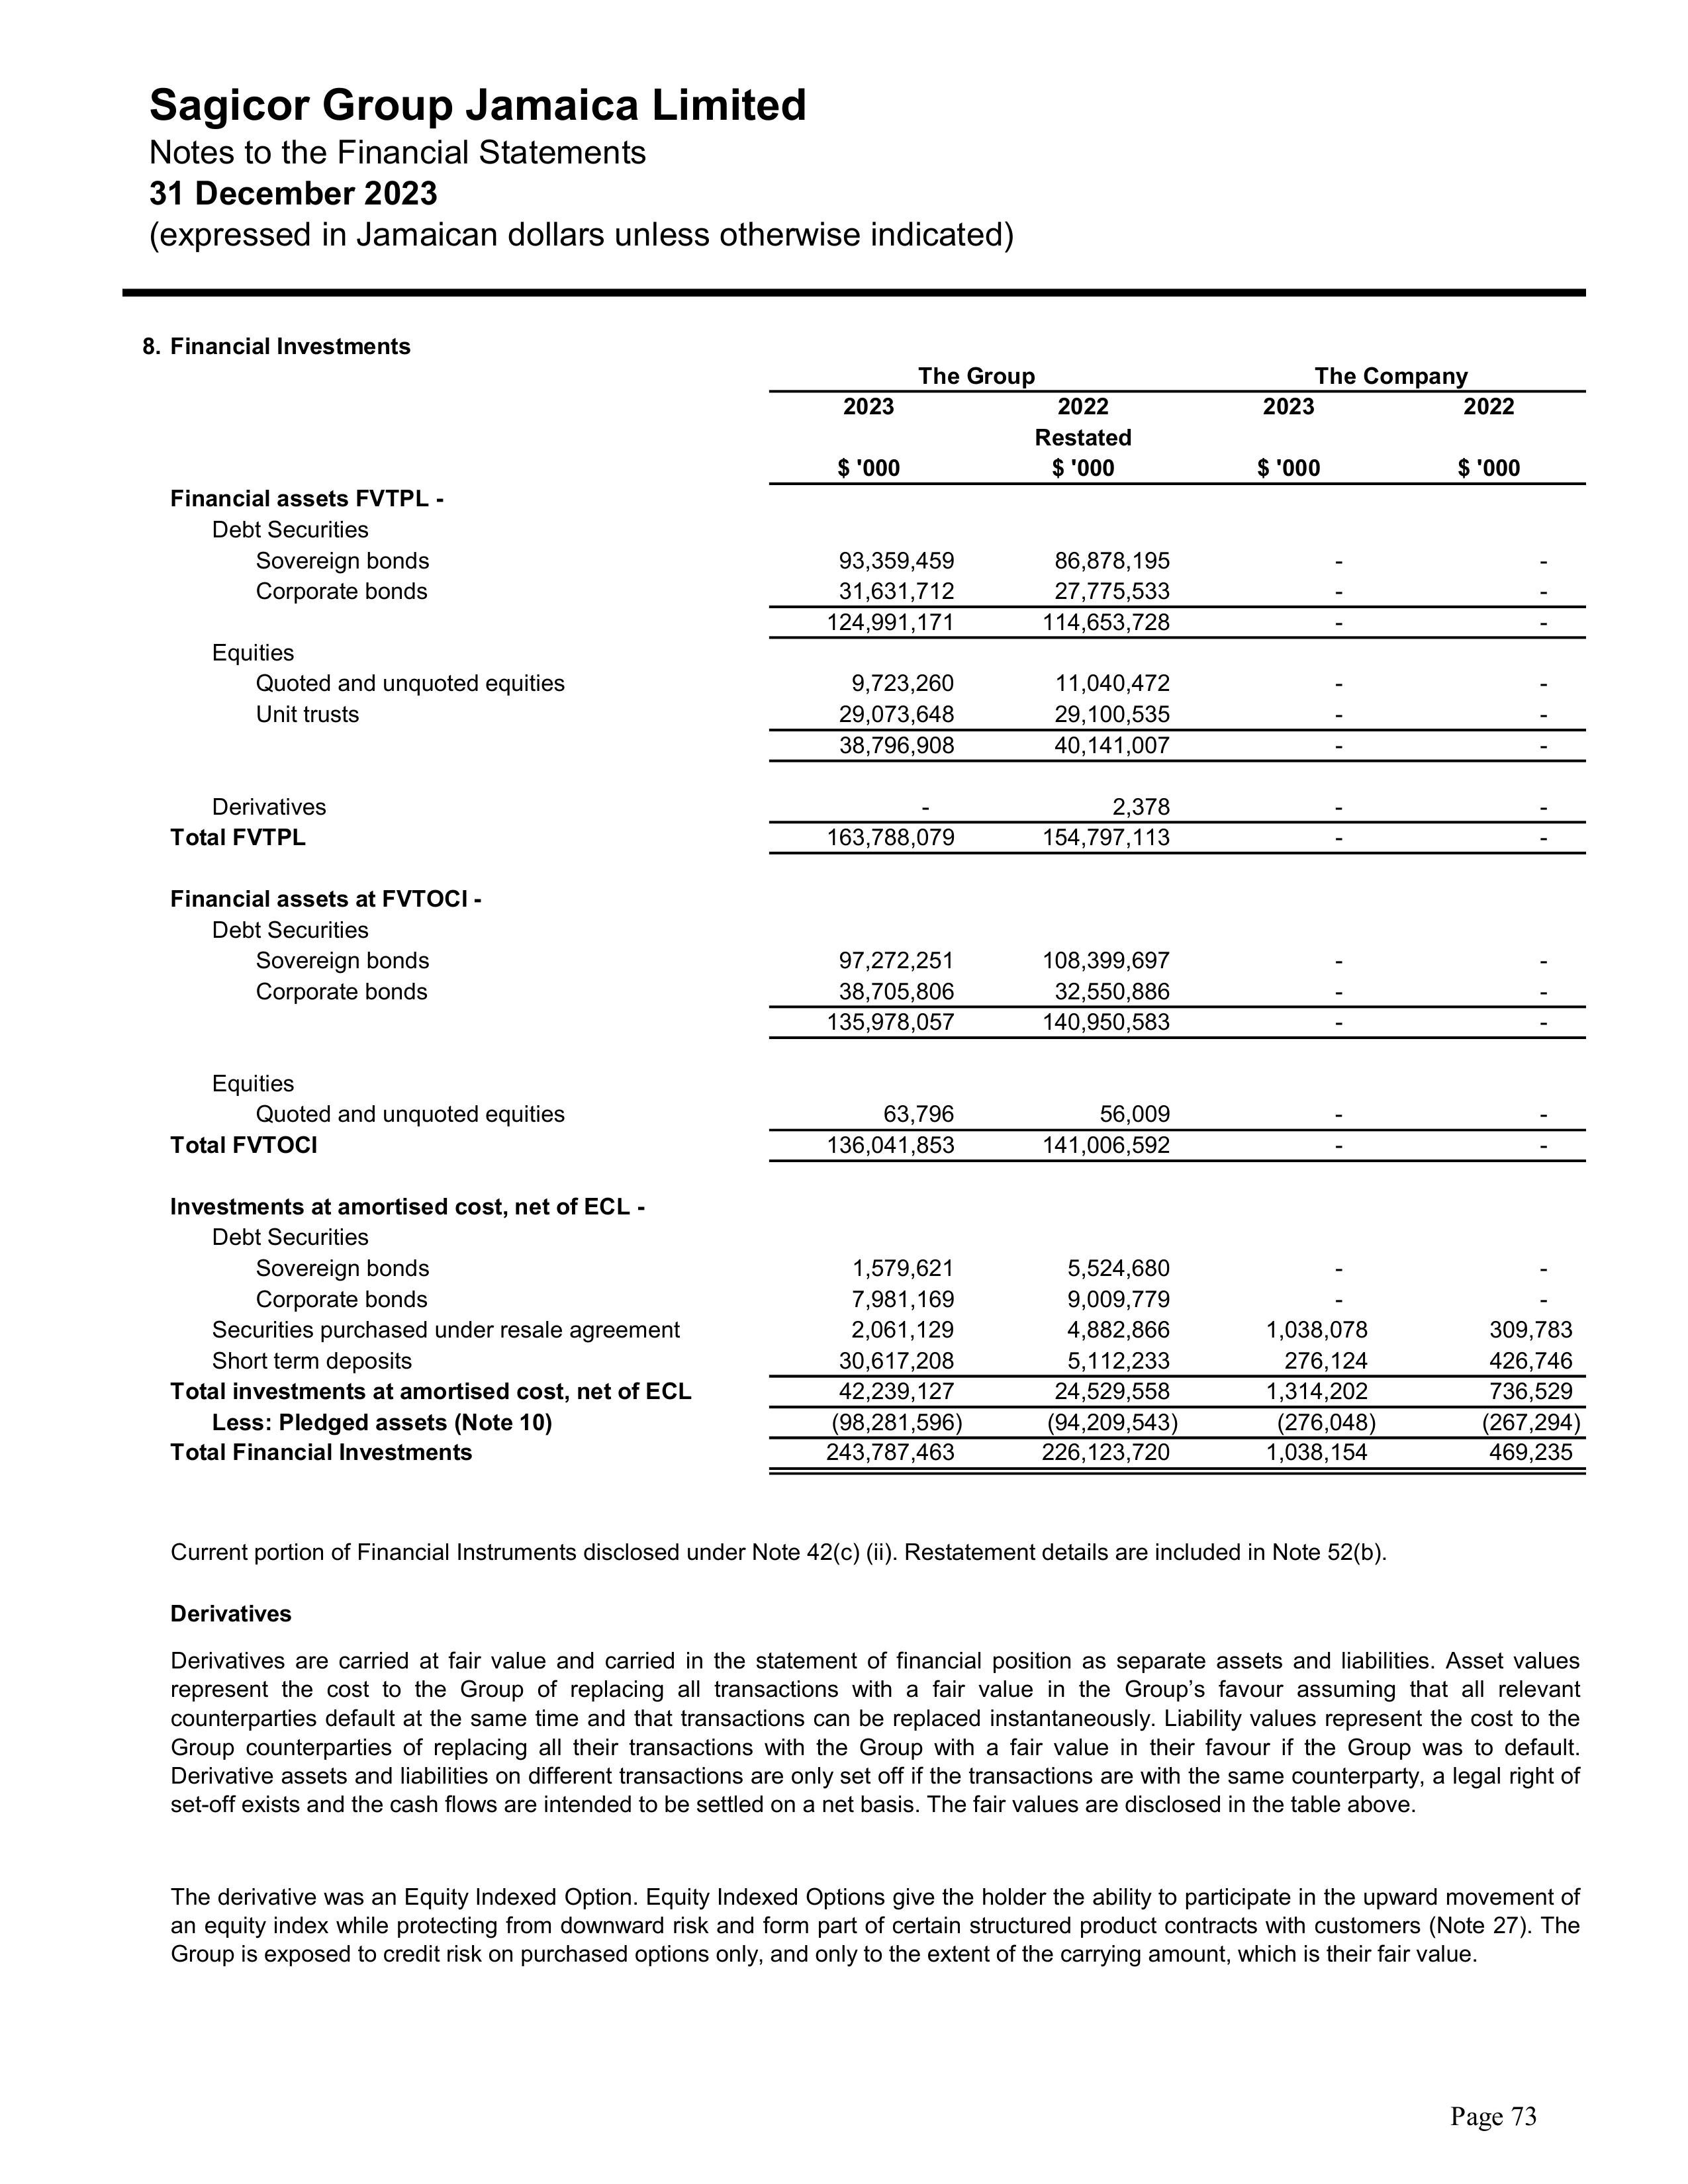 Sagicor Group Jamaica Limited
Notes to the Financial Statements
31 December 2023
(expressed in Jamaican dollars unless otherwise indicated)
8. Financial Investments
The Group The Company
2023 2022 2023 2022
Restated
$ '000 $ '000 $ '000 $ '000
Financial assets FVTPL -
Debt Securities
Sovereign bonds 93,359,459 86,878,195 - -
Corporate bonds 31,631,712 27,775,533 - -
124,991,171 114,653,728 - -
Equities
Quoted and unquoted equities 9,723,260 11,040,472 - -
Unit trusts 29,073,648 29,100,535 - -
38,796,908 40,141,007 - -
Derivatives - 2,378 - -
Total FVTPL 163,788,079 154,797,113 - -
Financial assets at FVTOCI -
Debt Securities
Sovereign bonds 97,272,251 108,399,697 - -
Corporate bonds 38,705,806 32,550,886 - -
135,978,057 140,950,583 - -
Equities
Quoted and unquoted equities 63,796 56,009 - -
Total FVTOCI 136,041,853 141,006,592 - -
Investments at amortised cost, net of ECL -
Debt Securities
Sovereign bonds 1,579,621 5,524,680 - -
Corporate bonds 7,981,169 9,009,779 - -
Securities purchased under resale agreement 2,061,129 4,882,866 1,038,078 309,783
Short term deposits 30,617,208 5,112,233 276,124 426,746
Total investments at amortised cost, net of ECL 42,239,127 24,529,558 1,314,202 736,529
Less: Pledged assets (Note 10) (98,281,596) (94,209,543) (276,048) (267,294)
Total Financial Investments 243,787,463 226,123,720 1,038,154 469,235
Current portion of Financial Instruments disclosed under Note 42(c) (ii). Restatement details are included in Note 52(b).
Derivatives
Derivatives are carried at fair value and carried in the statement of financial position as separate assets and liabilities. Asset values
represent the cost to the Group of replacing all transactions with a fair value in the Group's favour assuming that all relevant
counterparties default at the same time and that transactions can be replaced instantaneously. Liability values represent the cost to the
Group counterparties of replacing all their transactions with the Group with a fair value in their favour if the Group was to default.
Derivative assets and liabilities on different transactions are only set off if the transactions are with the same counterparty, a legal right of
set-off exists and the cash flows are intended to be settled on a net basis. The fair values are disclosed in the table above.
The derivative was an Equity Indexed Option. Equity Indexed Options give the holder the ability to participate in the upward movement of
an equity index while protecting from downward risk and form part of certain structured product contracts with customers (Note 27). The
Group is exposed to credit risk on purchased options only, and only to the extent of the carrying amount, which is their fair value.
Page 73